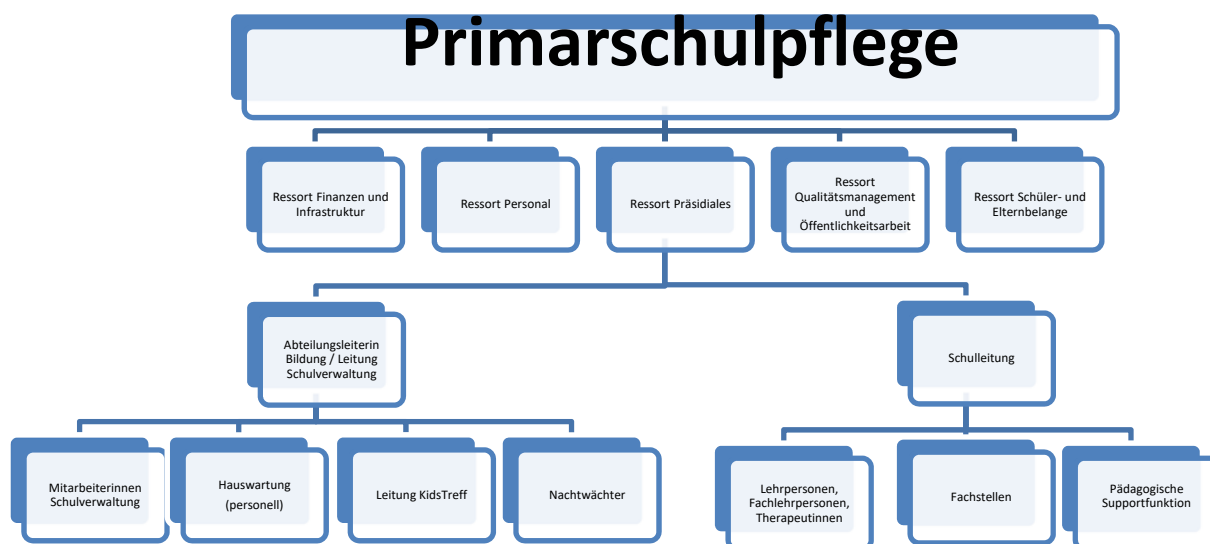 Primarschulpflege
Ressort Finanzen und
Infrastruktur
Ressort Personal
Ressort Präsidiales
Ressort
Qualitätsmanagement
und
Öffentlichkeitsarbeit
Ressort Schüler- und
Elternbelange
Abteilungsleiterin
Bildung / Leitung
Schulverwaltung
Schulleitung
Mitarbeiterinnen
Schulverwaltung
Hauswartung
(personell)
Leitung KidsTreff
Nachtwächter
Lehrpersonen,
Fachlehrpersonen,
Therapeutinnen
Fachstellen
Pädagogische
Supportfunktion